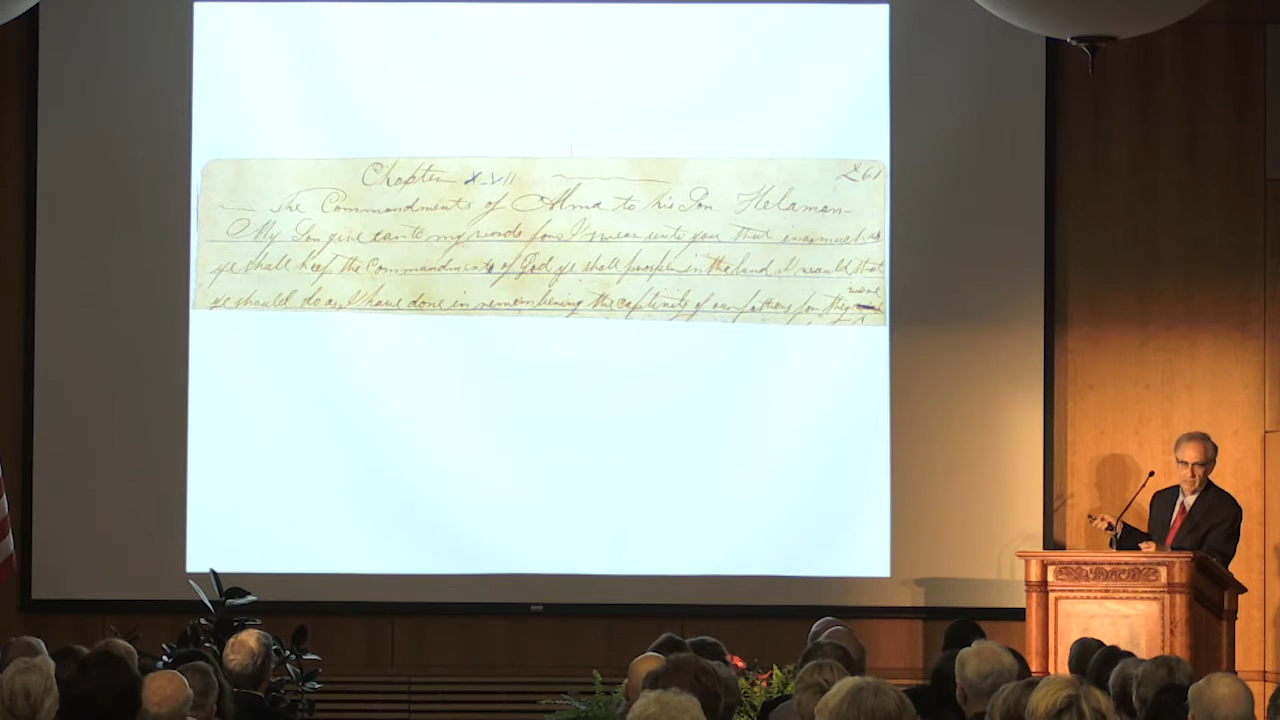 Chapter XVII 261
The Commandments of Alma to his Son Helaman
My Son give ear to my words for I swear unto you that inasmuch as
ye shall keep the Commandments of God ye shall prosper in the land I would that
ye should do as I have done in remembering the captivity of our fathers for they were